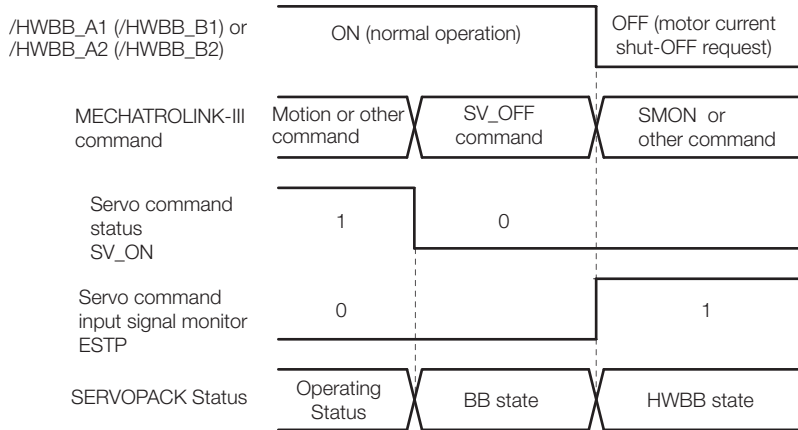 /HWBB_A1 (/HWBB_B1) or
/HWBB_A2 (/HWBB_B2)
ON (normal operation)
OFF (motor current
shut-OFF request)
MECHATROLINK-III
command
Motion or other
command
SV_OFF
command
SMON or
other command
Servo command
status
SV_ON
1
0
Servo command
input signal monitor
ESTP
0
1
SERVOPACK Status
Operating
Status
BB state
HWBB state